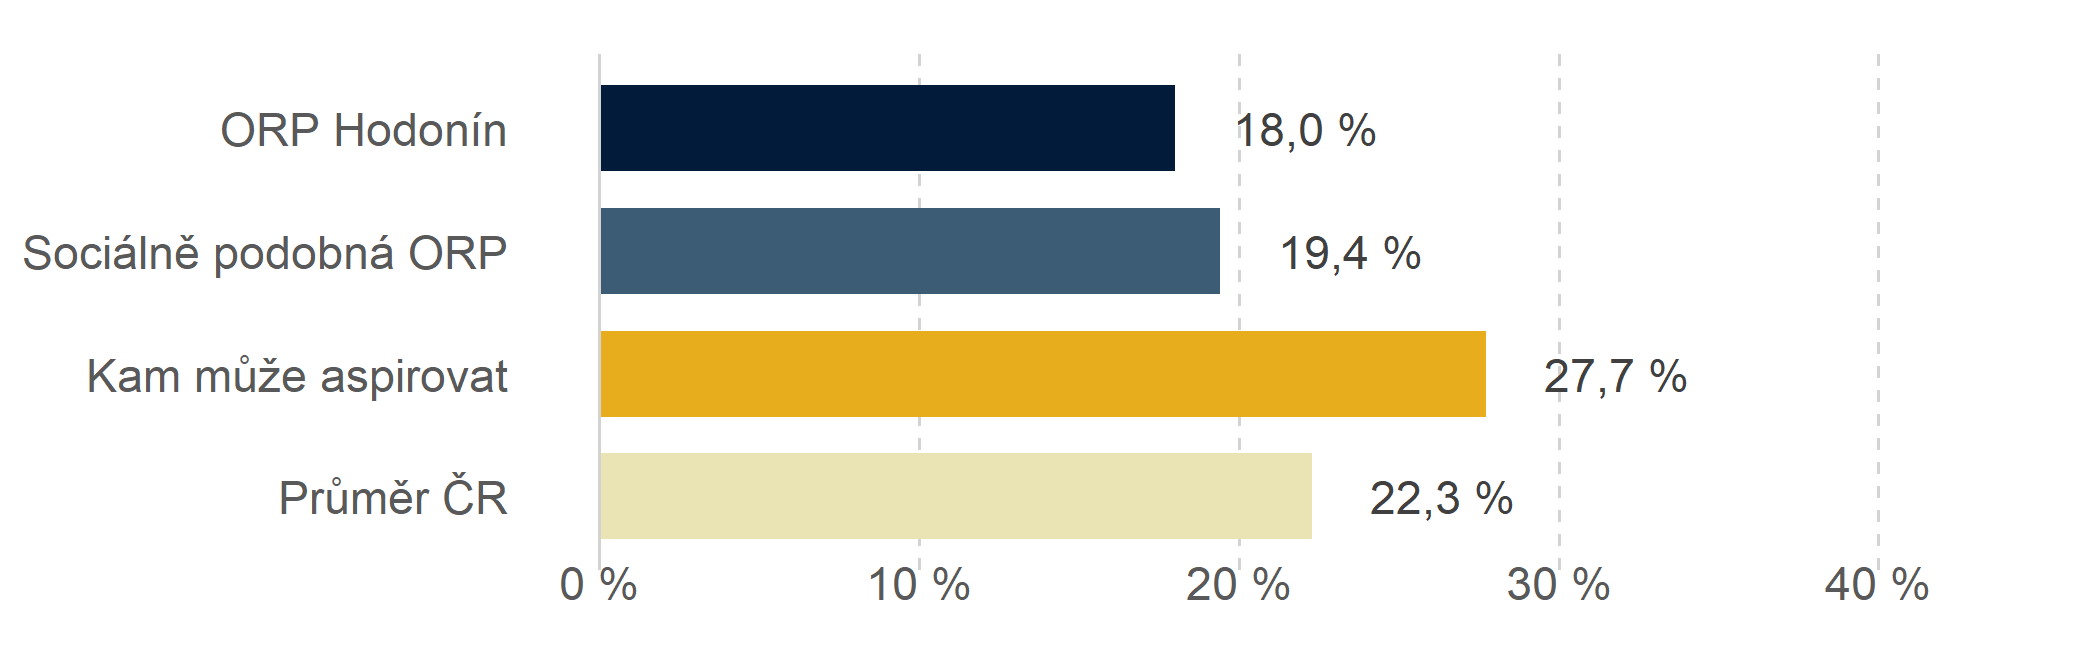 ORP Hodonín 18,0 %
Sociálně podobná ORP 19,4 %
Kam může aspirovat 27,7 %
Průměr ČR 22,3 %
0 % 10 % 20 % 30 % 40 %